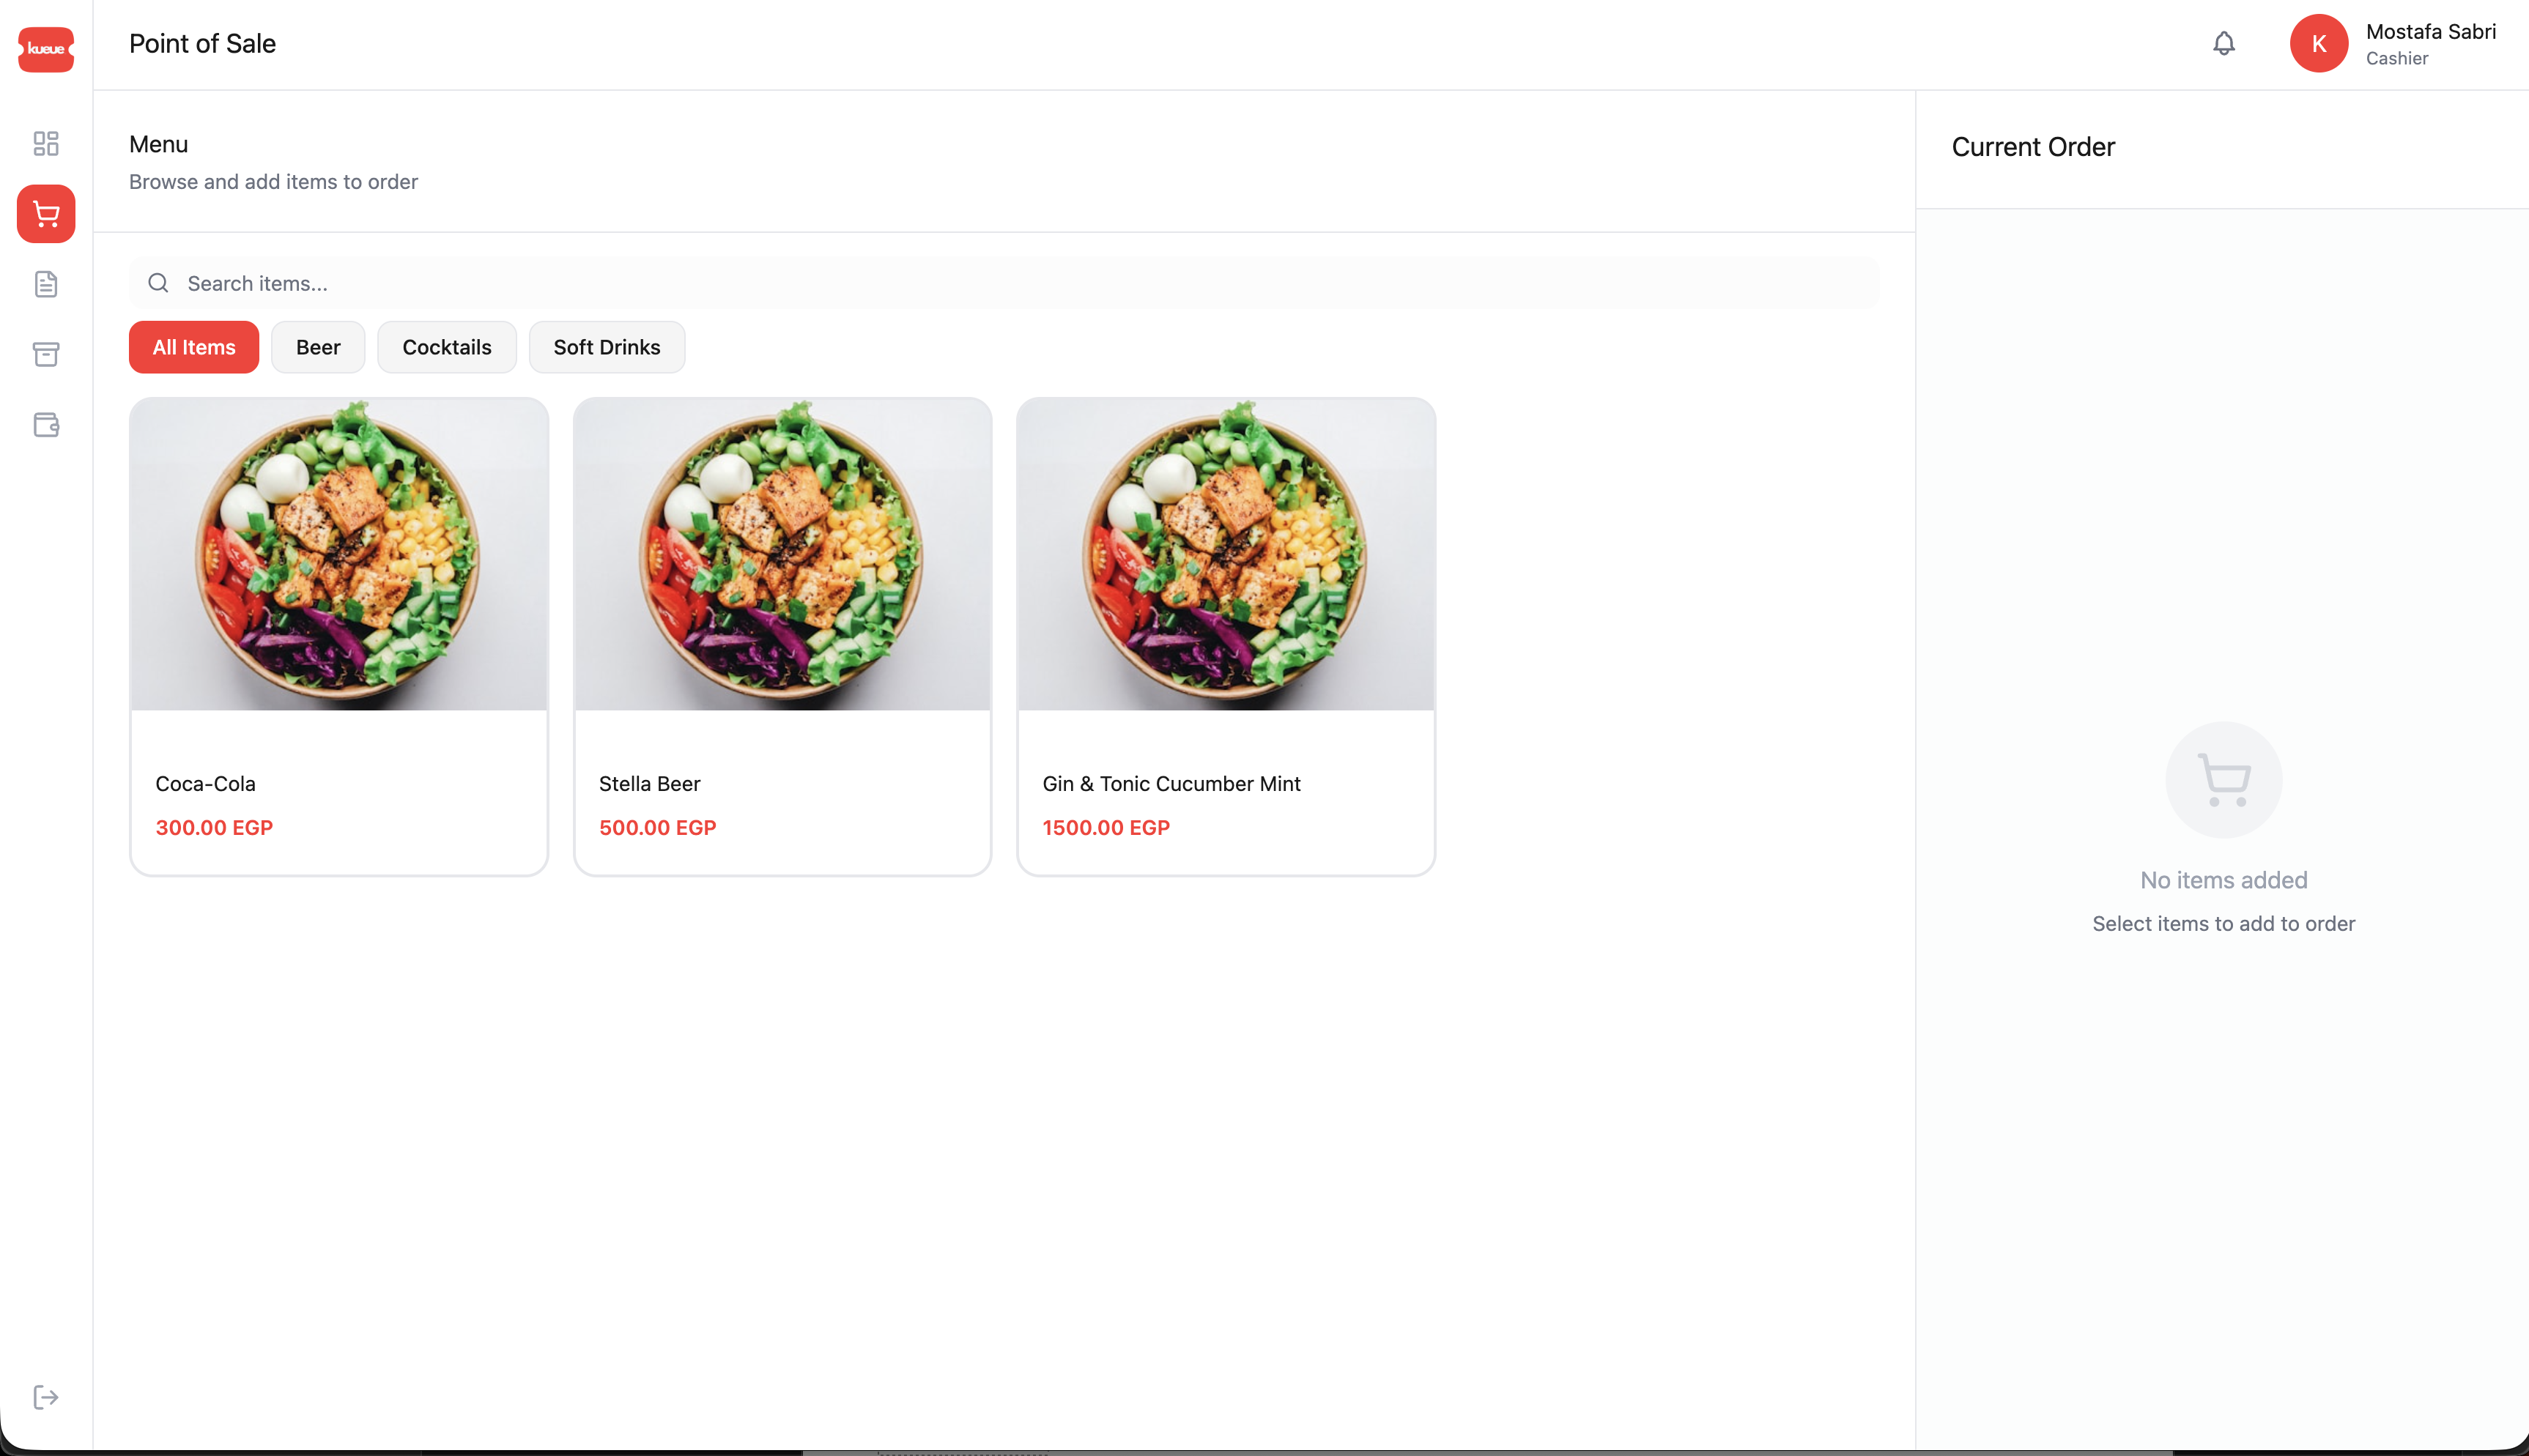 kueue
Point of Sale
K
Mostafa Sabri
Cashier
Menu
Browse and add items to order
Search items...
All Items
Beer
Cocktails
Soft Drinks
Coca-Cola
300.00 EGP
Stella Beer
500.00 EGP
Gin & Tonic Cucumber Mint
1500.00 EGP
Current Order
No items added
Select items to add to order